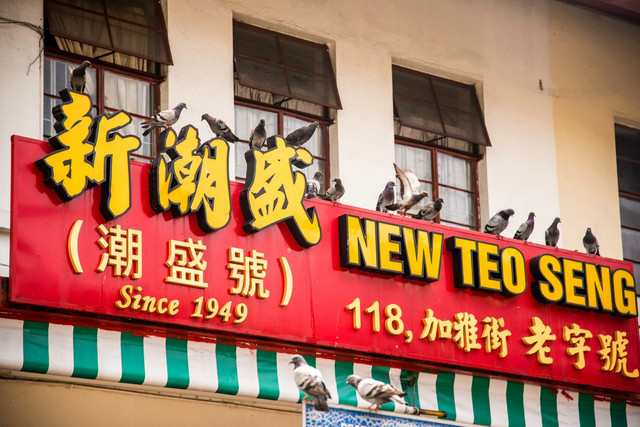 新潮盛
NEW TEO SENG
(潮盛號)
Since 1949
118, 加雅街 老字號